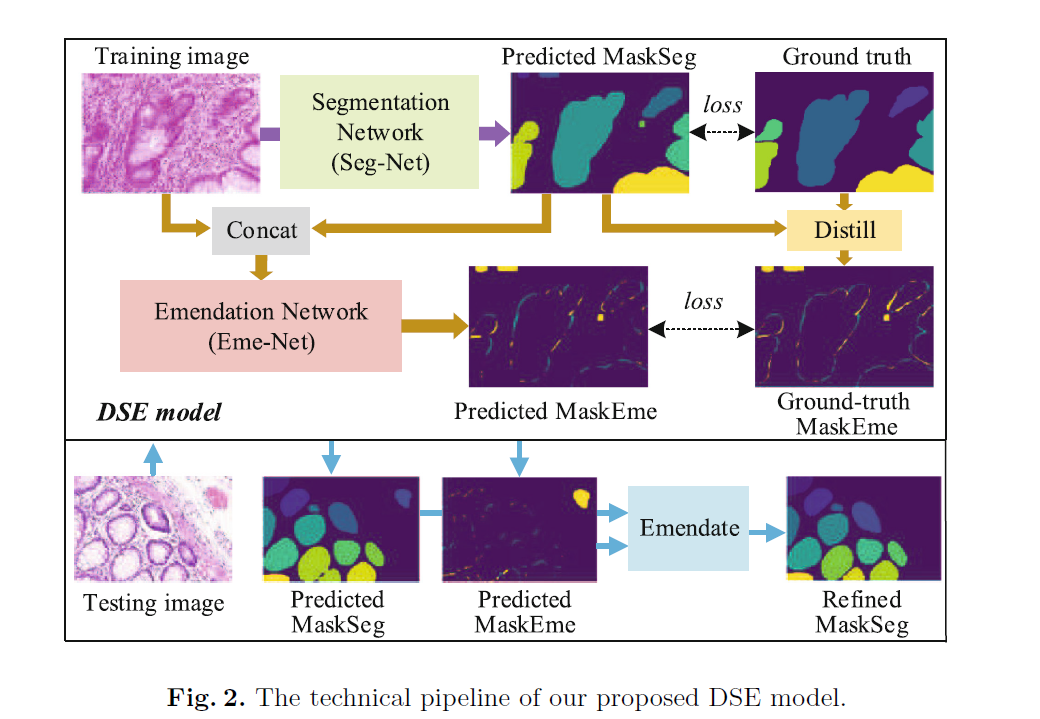 Training image
Predicted MaskSeg
Ground truth
Segmentation
Network
(Seg-Net)
loss
Concat
Distill
Emendation Network
(Eme-Net)
loss
DSE model
Predicted MaskEme
Ground-truth
MaskEme
Emendate
Testing image
Predicted
MaskSeg
Predicted
MaskEme
Refined
MaskSeg
Fig. 2. The technical pipeline of our proposed DSE model.